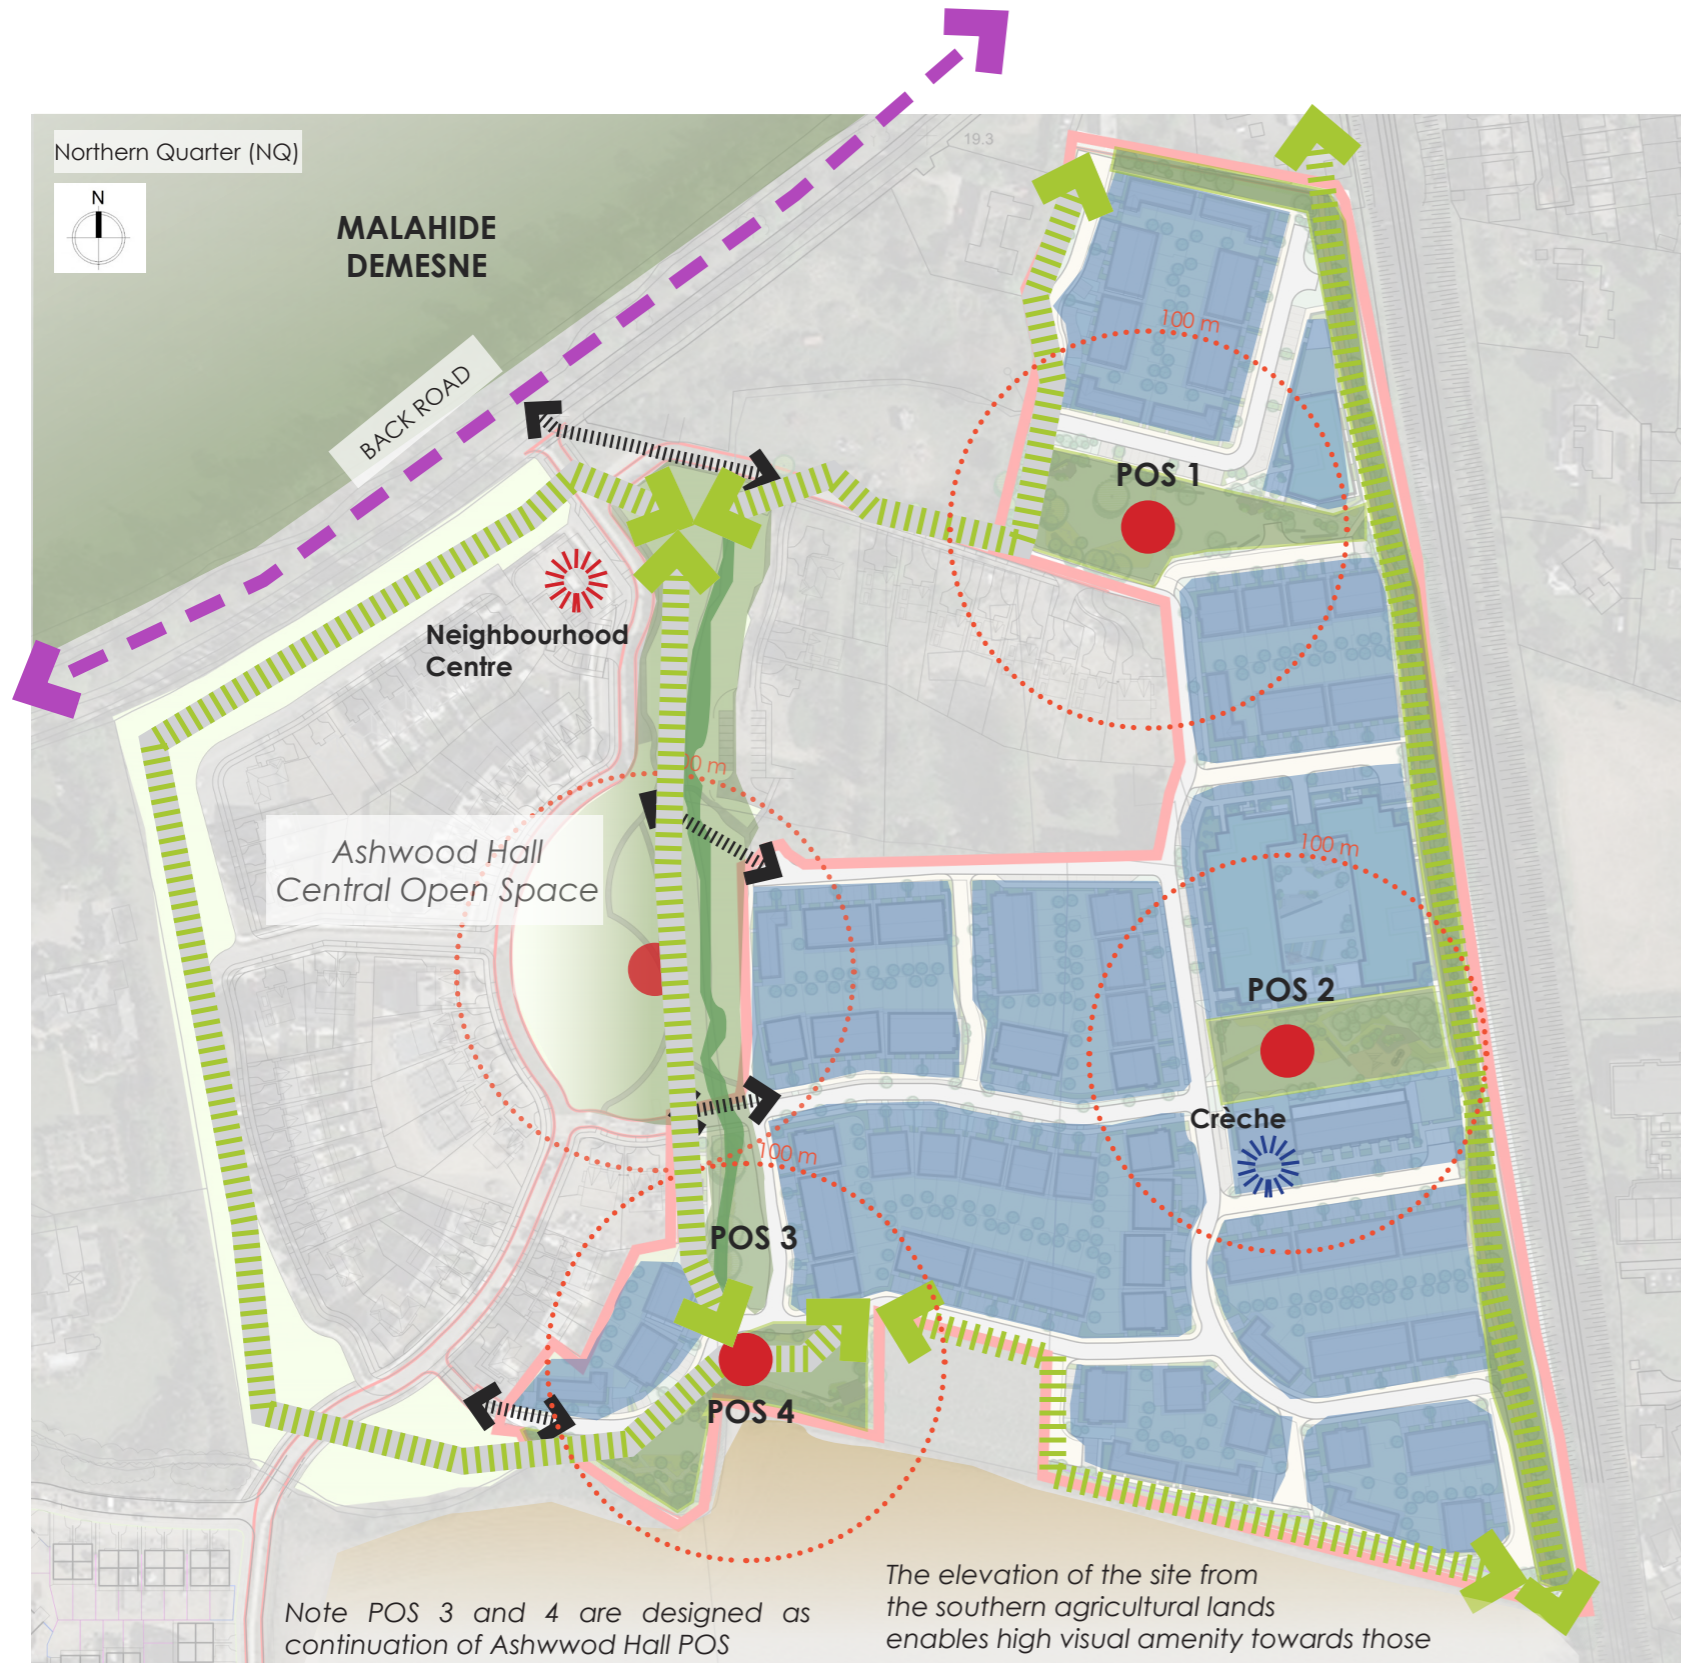 Northern Quarter (NQ)
N
MALAHIDE
DEMESNE
19.3
BACK ROAD
100 m
POS 1
Neighbourhood
Centre
00 m
Ashwood Hall
Central Open Space
100 m
POS 2
Crèche
100 m
POS 3
POS 4
The elevation of the site from
the southern agricultural lands
enables high visual amenity towards those
Note POS 3 and 4 are designed as
continuation of Ashwwod Hall POS